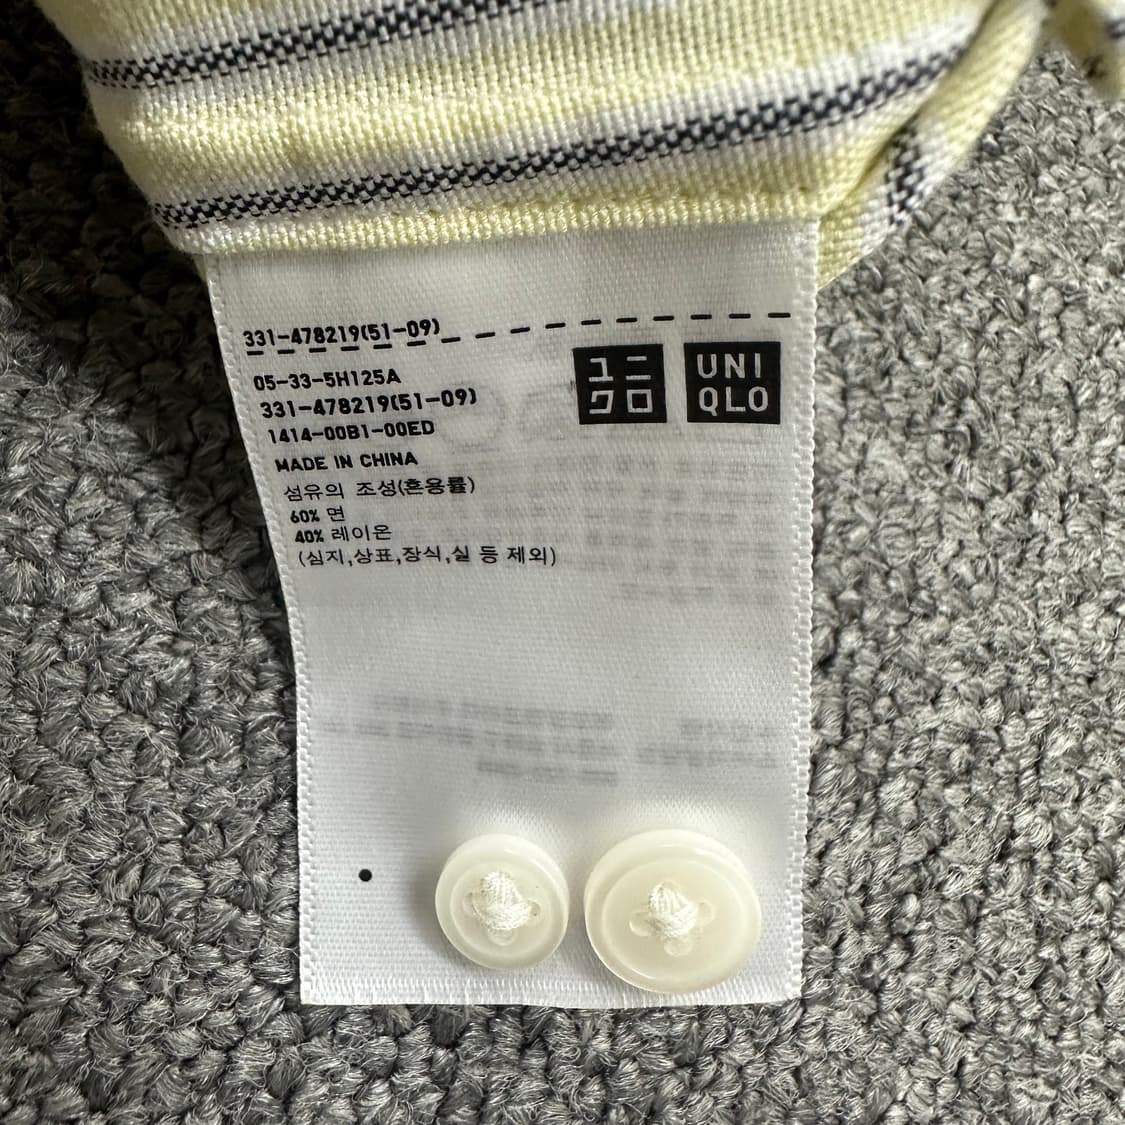 331-478219(51-09)
ユニ
クロ
UNI
QLO
05-33-5H125A
331-478219(51-09)
1414-00B1-00ED
MADE IN CHINA
섬유의 조성(혼용률)
60% 면
40% 레이온
(심지,상표,장식,실 등 제외)